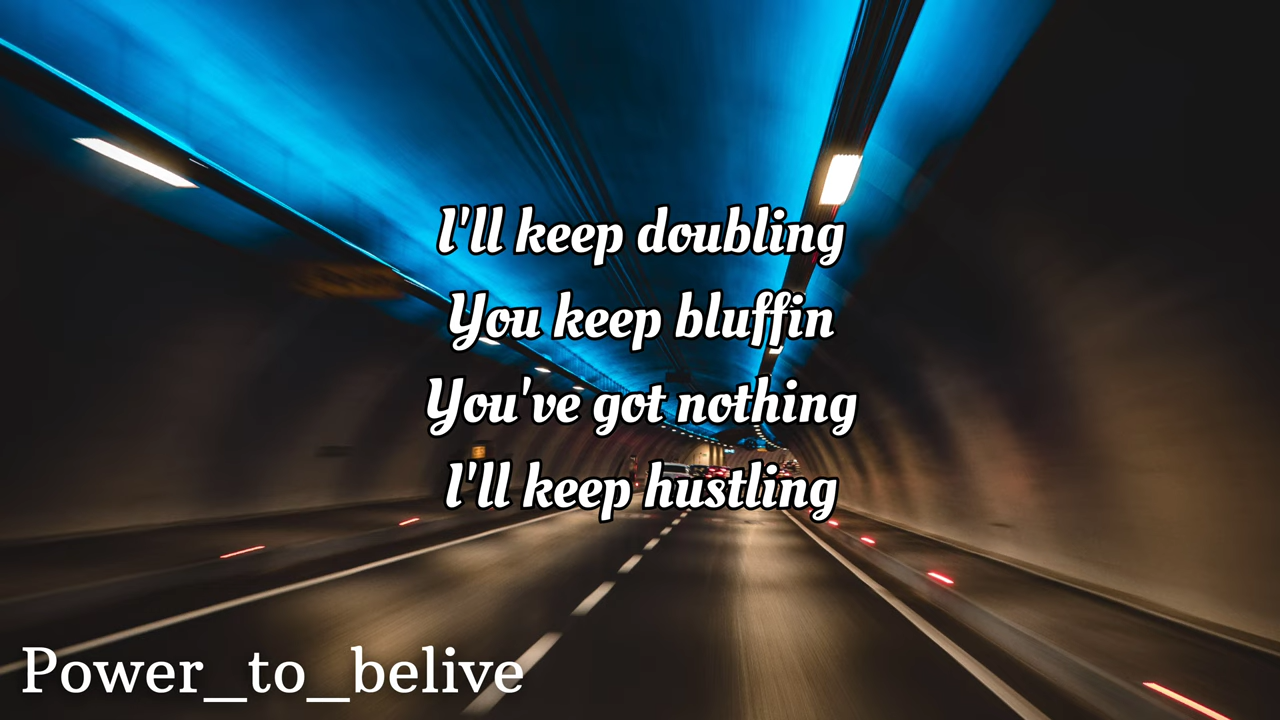 I'll keep doubling
You keep bluffin
You've got nothing
I'll keep hustling
Power_to_belive